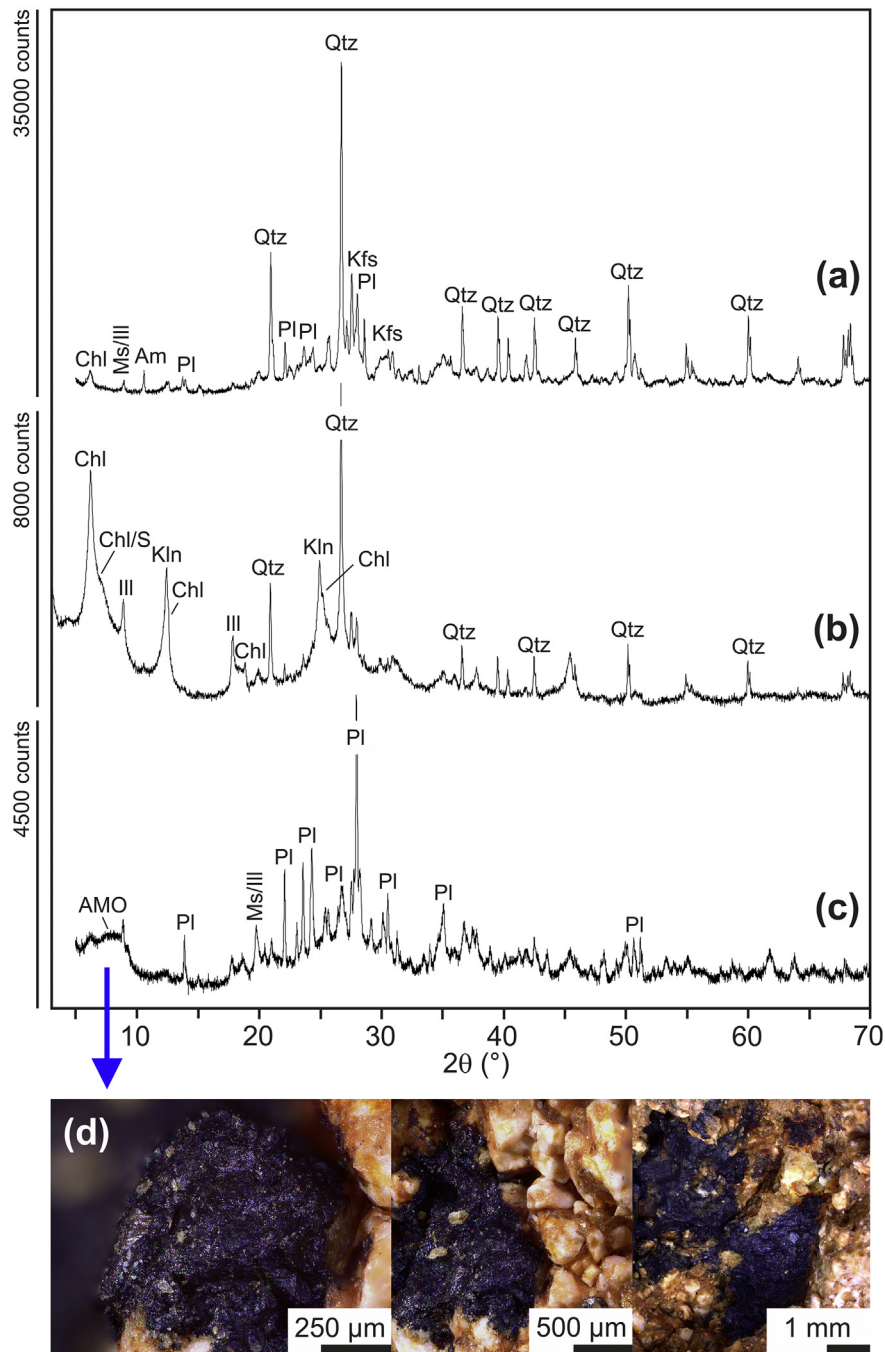 35000 counts
Qtz
Qtz
Kfs
Pl
(a)
Qtz
Qtz
Qtz
Qtz
Qtz
Qtz
Pl
Pl
Kfs
Chl
Ms/Ill
Am
Pl
8000 counts
Qtz
Chl
Chl/S
Kln
Kln
Chl
Qtz
Ill
Chl
Ill
Chl
(b)
Qtz
Qtz
Qtz
Qtz
4500 counts
Pl
Pl
Pl
Pl
Pl
Ms/Ill
Pl
AMO
Pl
Pl
(c)
10 20 30 40 50 60 70
2θ (°)
(d)
250 µm
500 µm
1 mm